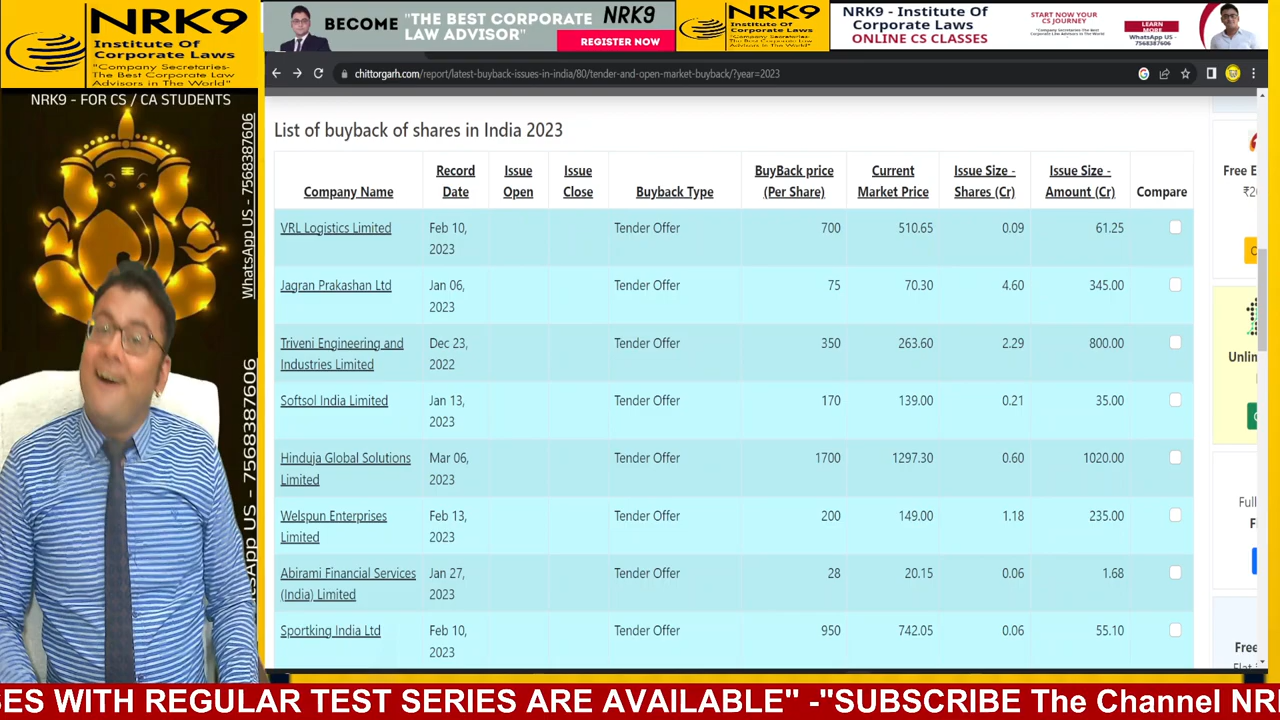 NRK9
Institute Of
Corporate Laws
"Company Secretaries-
The Best Corporate Law
Advisors in The World"
NRK9 - FOR CS / CA STUDENTS
WhatsApp US - 7568387606
WhatsApp US - 7568387606
BECOME "THE BEST CORPORATE
LAW ADVISOR"
NRK9
REGISTER NOW
NRK9
Institute Of
Corporate Laws
NRK9 - Institute Of
Corporate Laws
ONLINE CS CLASSES
START NOW YOUR
CS JOURNEY
LEARN
MORE
WhatsApp US -
7568387606
chittorgarh.com/report/latest-buyback-issues-in-india/80/tender-and-open-market-buyback/?year=2023
List of buyback of shares in India 2023
Company Name Record Date Issue Open Issue Close Buyback Type BuyBack price (Per Share) Current Market Price Issue Size - Shares (Cr) Issue Size - Amount (Cr) Compare
VRL Logistics Limited Feb 10, 2023 Tender Offer 700 510.65 0.09 61.25
Jagran Prakashan Ltd Jan 06, 2023 Tender Offer 75 70.30 4.60 345.00
Triveni Engineering and Industries Limited Dec 23, 2022 Tender Offer 350 263.60 2.29 800.00
Softsol India Limited Jan 13, 2023 Tender Offer 170 139.00 0.21 35.00
Hinduja Global Solutions Limited Mar 06, 2023 Tender Offer 1700 1297.30 0.60 1020.00
Welspun Enterprises Limited Feb 13, 2023 Tender Offer 200 149.00 1.18 235.00
Abirami Financial Services (India) Limited Jan 27, 2023 Tender Offer 28 20.15 0.06 1.68
Sportking India Ltd Feb 10, 2023 Tender Offer 950 742.05 0.06 55.10
Free E
Unlin
Full
F
Free
SES WITH REGULAR TEST SERIES ARE AVAILABLE" -"SUBSCRIBE The Channel NR